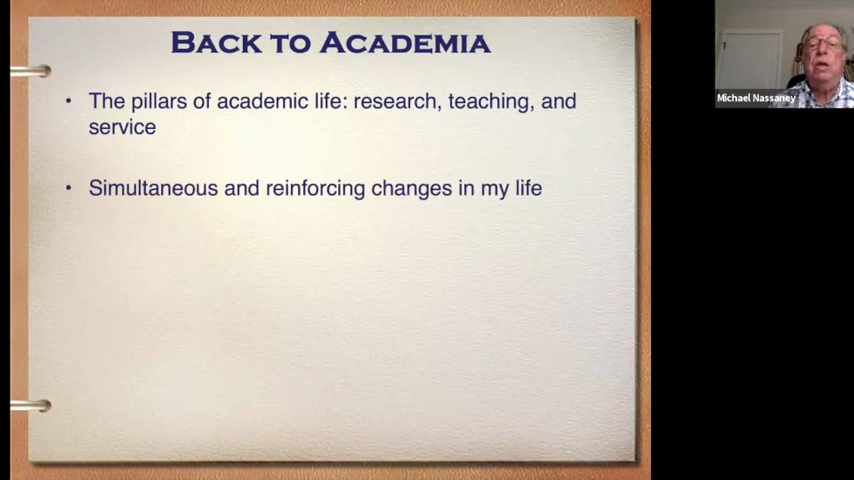 BACK TO ACADEMIA
• The pillars of academic life: research, teaching, and
service
• Simultaneous and reinforcing changes in my life
Michael Nassaney